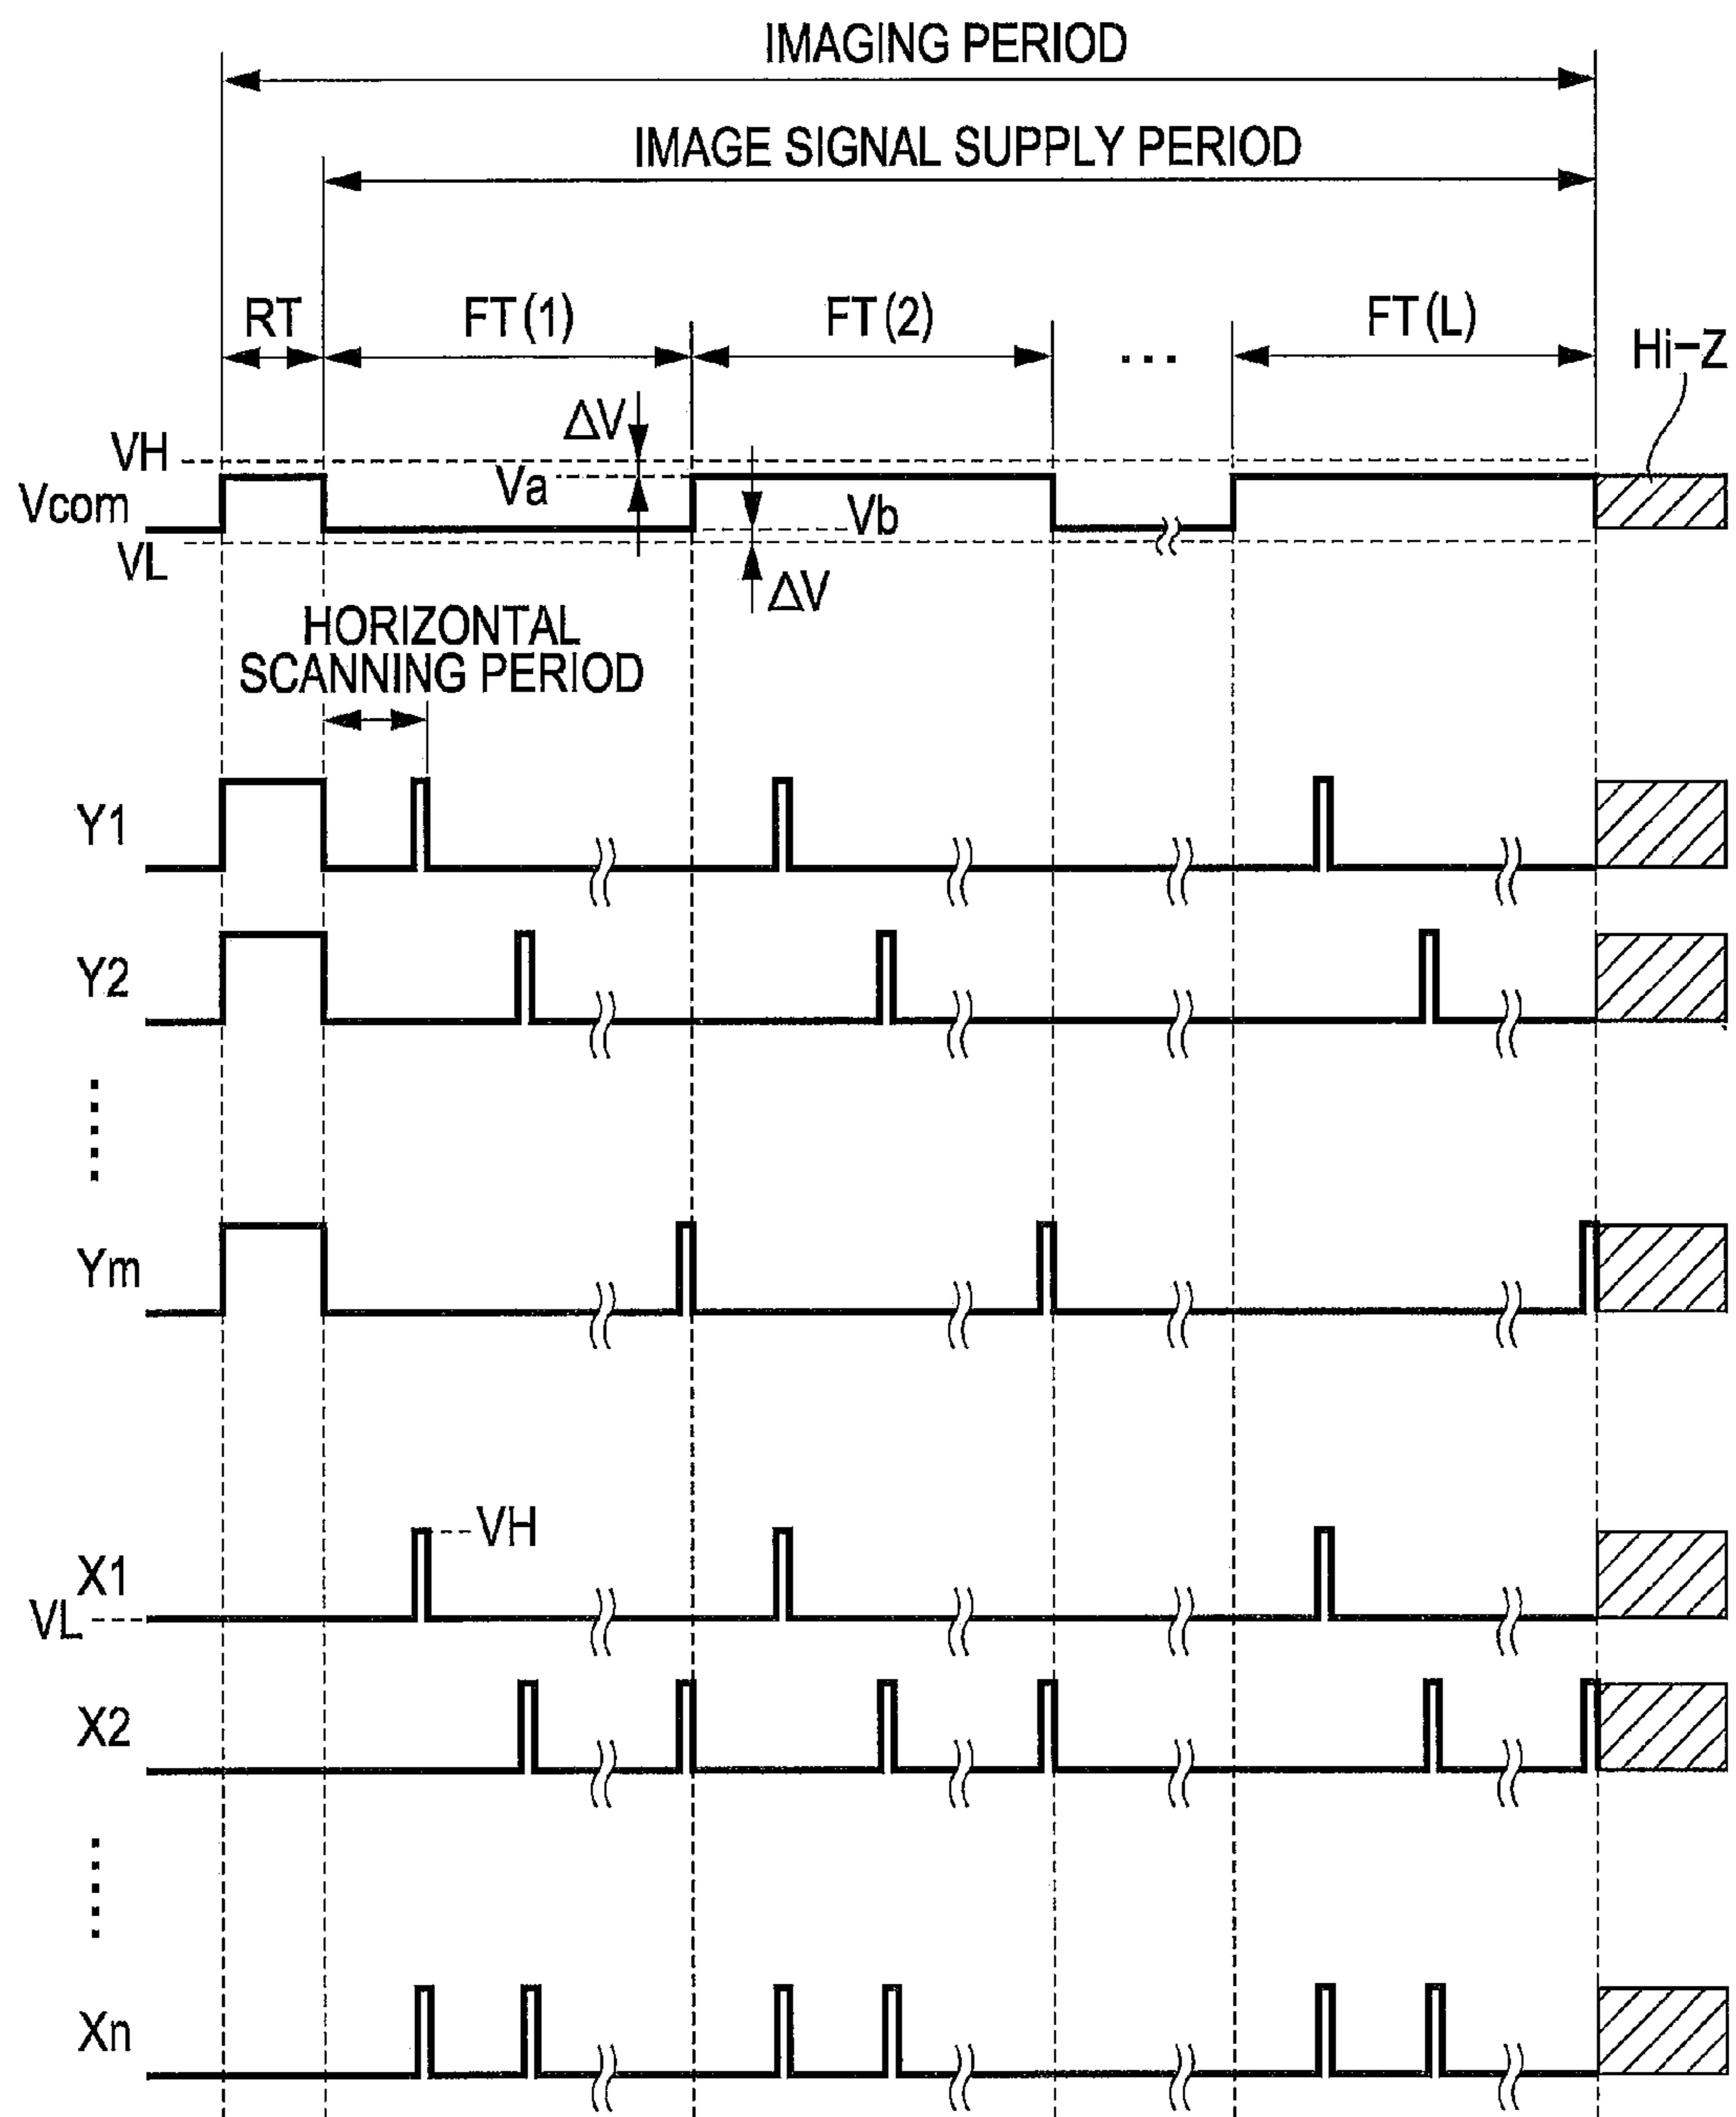 IMAGING PERIOD
IMAGE SIGNAL SUPPLY PERIOD
RT FT(1) FT(2) ... FT(L)
Hi-Z
ΔV
VH
Va
Vcom
Vb
VL
ΔV
HORIZONTAL
SCANNING PERIOD
Y1
Y2
Ym
VH
X1
VL
X2
Xn